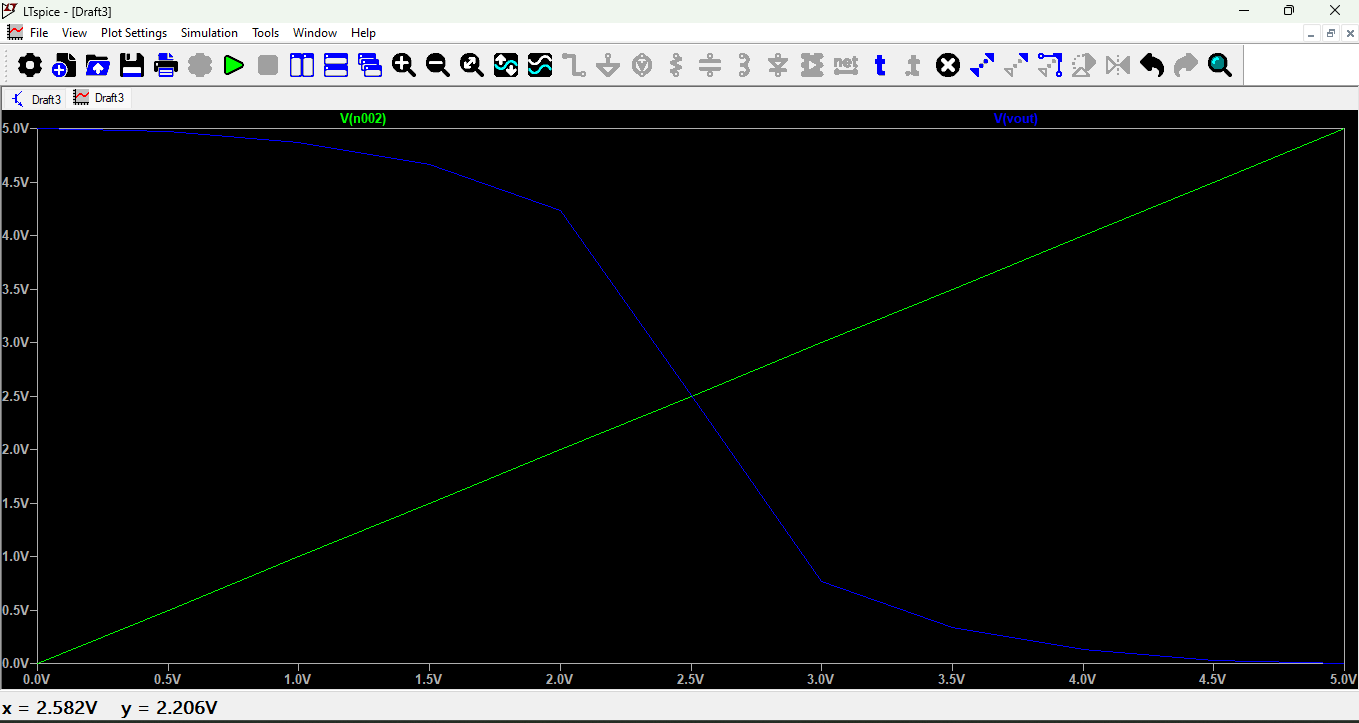 LTspice - [Draft3]
File View Plot Settings Simulation Tools Window Help
net t t
Draft3 Draft3
V(n002) V(vout)
5.0V
4.5V
4.0V
3.5V
3.0V
2.5V
2.0V
1.5V
1.0V
0.5V
0.0V
0.0V 0.5V 1.0V 1.5V 2.0V 2.5V 3.0V 3.5V 4.0V 4.5V 5.0V
x = 2.582V y = 2.206V